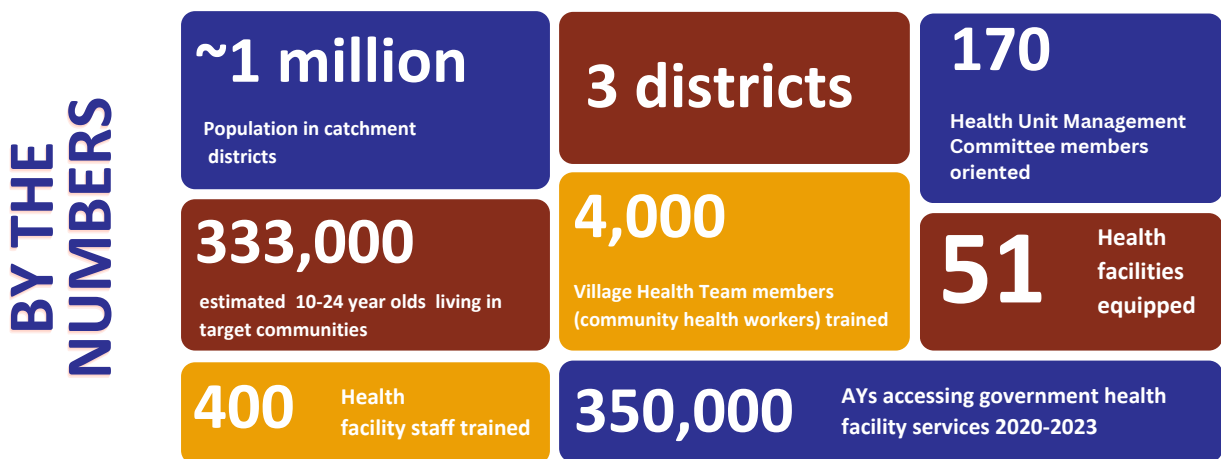 BY THE
NUMBERS
~1 million
Population in catchment
districts
3 districts
170
Health Unit Management
Committee members
oriented
333,000
estimated 10-24 year olds living in
target communities
4,000
Village Health Team members
(community health workers) trained
51
Health
facilities
equipped
400
Health
facility staff trained
350,000
AYs accessing government health
facility services 2020-2023